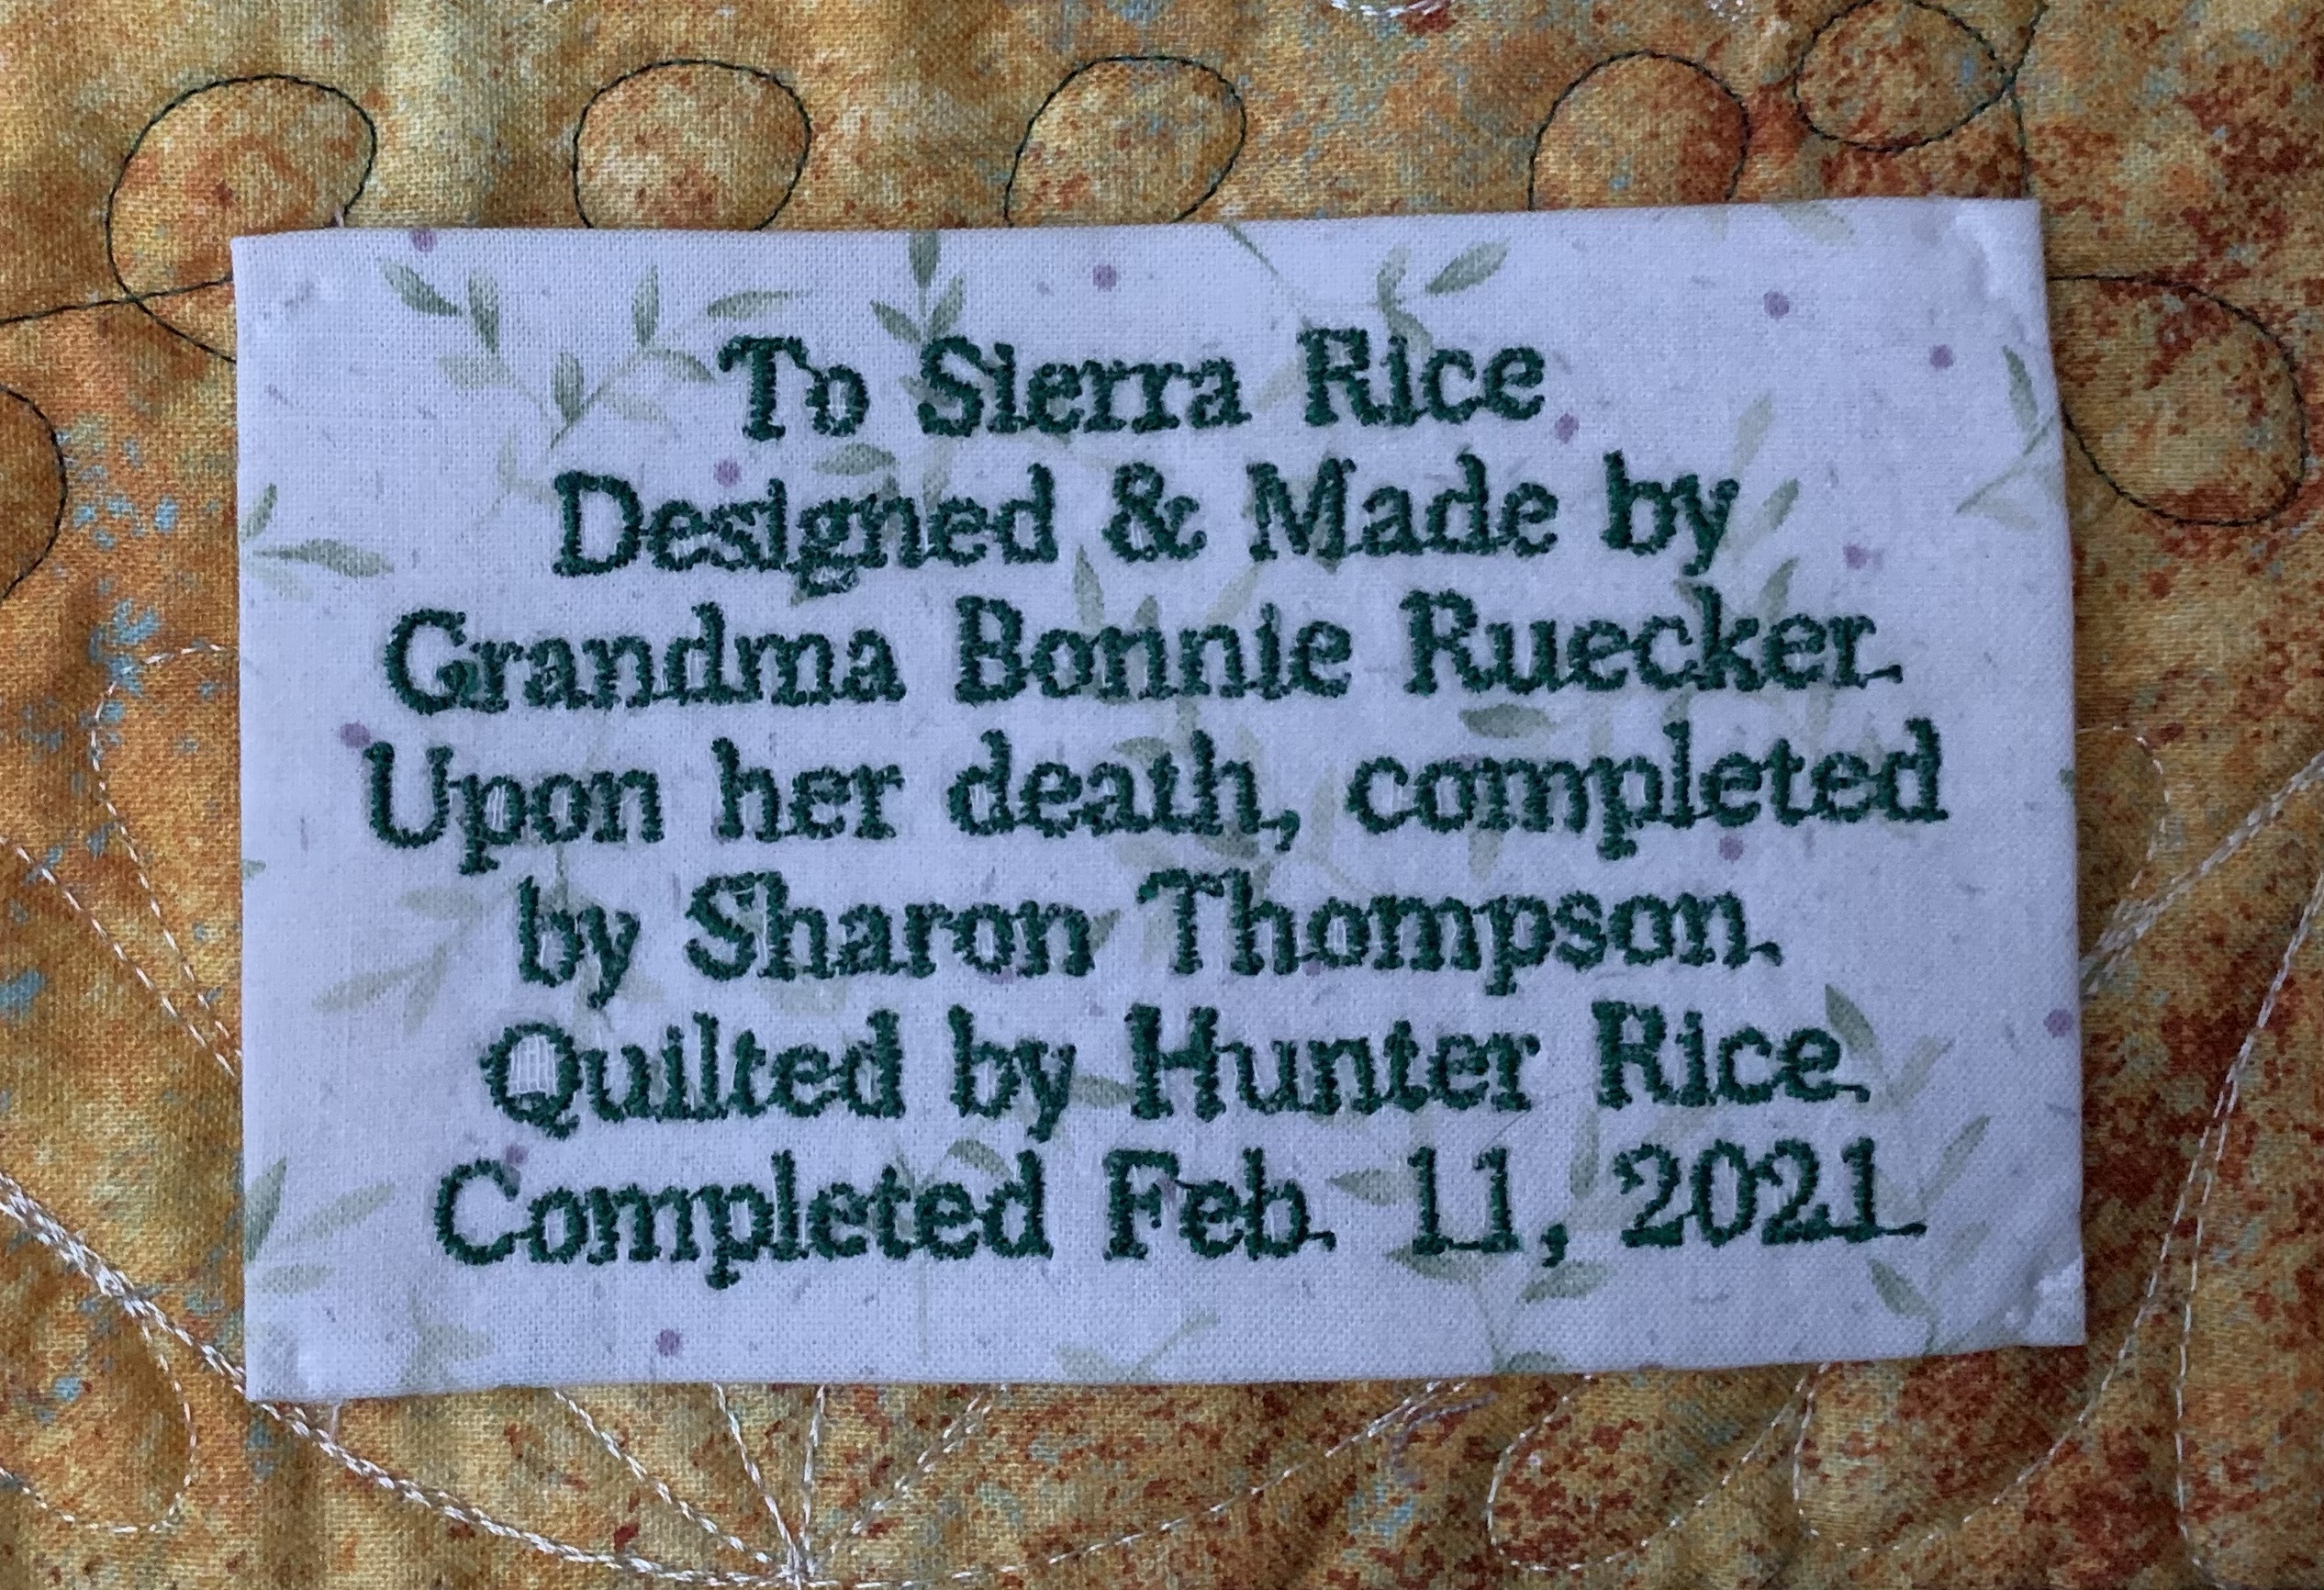 To Sierra Rice
Designed & Made by
Grandma Bonnie Ruecker.
Upon her death, completed
by Sharon Thompson.
Quilted by Hunter Rice.
Completed Feb. 11, 2021.